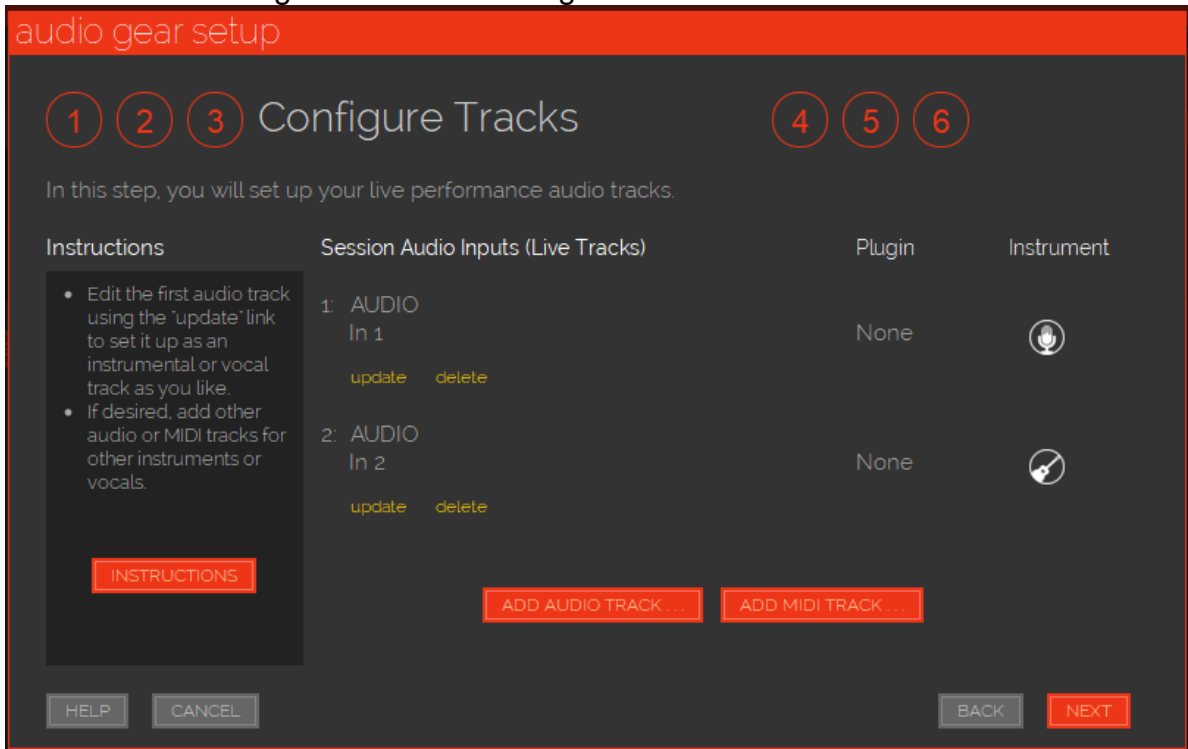 audio gear setup
1 2 3 Configure Tracks 4 5 6
In this step, you will set up your live performance audio tracks.
Instructions
Session Audio Inputs (Live Tracks) Plugin Instrument
• Edit the first audio track
using the "update" link
to set it up as an
instrumental or vocal
track as you like.
• If desired, add other
audio or MIDI tracks for
other instruments or
vocals.
INSTRUCTIONS
1: AUDIO
In 1 None
update delete
2: AUDIO
In 2 None
update delete
ADD AUDIO TRACK . . . ADD MIDI TRACK . . .
HELP CANCEL BACK NEXT